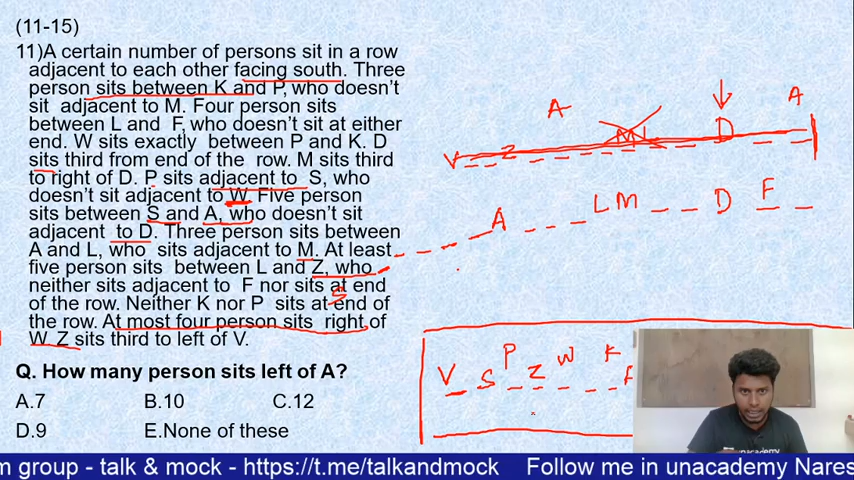 (11-15)
11)A certain number of persons sit in a row
adjacent to each other facing south. Three
person sits between K and P, who doesn't
sit adjacent to M. Four person sits
between L and F, who doesn't sit at either
end. W sits exactly between P and K. D
sits third from end of the row. M sits third
to right of D. P sits adjacent to S, who
doesn't sit adjacent to W. Five person
sits between S and A, who doesn't sit
adjacent to D. Three person sits between
A and L, who sits adjacent to M. At least
five person sits between L and Z, who
neither sits adjacent to F nor sits at end
of the row. Neither K nor P sits at end of
the row. At most four person sits right of
W. Z sits third to left of V.
Q. How many person sits left of A?
A.7 B.10 C.12
D.9 E.None of these
A A
V Z D
A L M D F
S
V S P Z W K
academy
m group - talk & mock - https://t.me/talkandmock Follow me in unacademy Nares